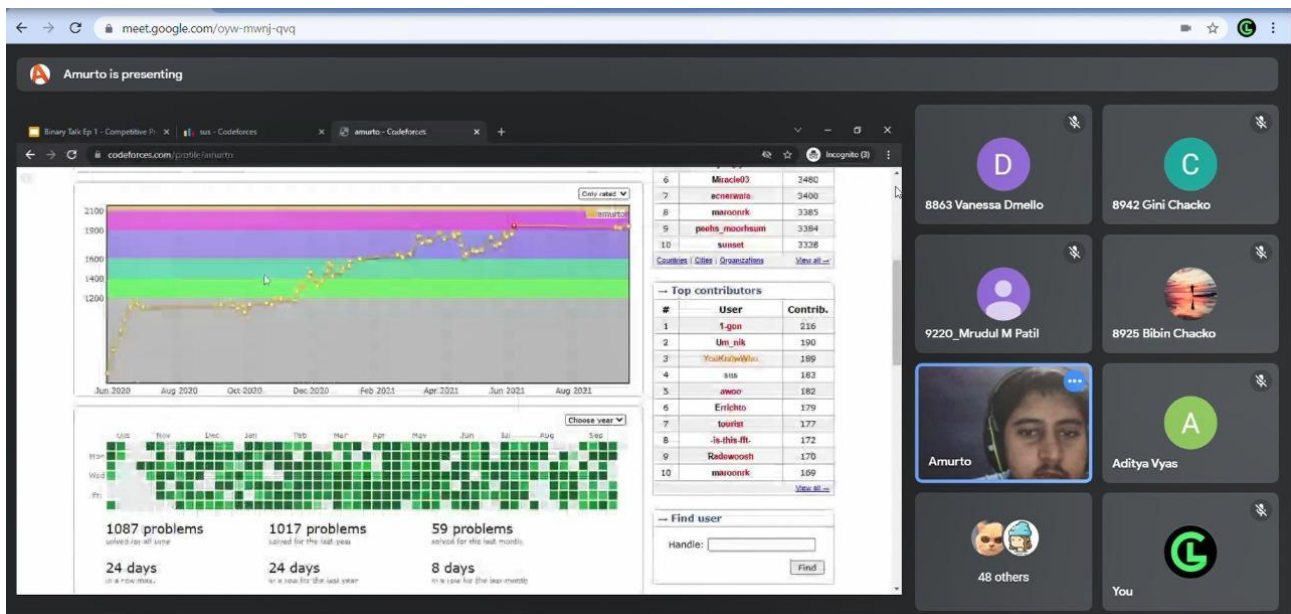 meet.google.com/oyw-mwnj-qvq
Amurto is presenting
Binary Talk Ep 1 - Competitive Pr
sus - Codeforces
amurto - Codeforces
codeforces.com/profile/amurto
Incognito (3)
Only rated
amurto
2100
1900
1600
1400
1200
Jun 2020 Aug 2020 Oct 2020 Dec 2020 Feb 2021 Apr 2021 Jun 2021 Aug 2021
Choose year
Oct Nov Dec Jan Feb Mar Apr May Jun Jul Aug Sep
Mon
Wed
Fri
1087 problems
solved for all time
1017 problems
solved for the last year
59 problems
solved for the last month
24 days
in a row max.
24 days
in a row for the last year
8 days
in a row for the last month
6 Miracle03 3480
7 ecnerwala 3400
8 maroonrk 3385
9 peehs_moorhsum 3384
10 sunset 3338
Countries | Cities | Organizations View all →
→ Top contributors
# User Contrib.
1 1-gon 216
2 Um_nik 190
3 YouKn0wWho 189
4 sus 183
5 awoo 182
6 Errichto 179
7 tourist 177
8 -is-this-fft- 172
9 Radewoosh 170
10 maroonrk 169
View all →
→ Find user
Handle:
Find
D
8863 Vanessa Dmello
C
8942 Gini Chacko
9220_Mrudul M Patil
8925 Bibin Chacko
Amurto
A
Aditya Vyas
48 others
You